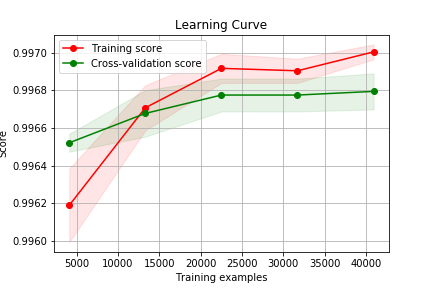 Learning Curve
Training score
Cross-validation score
0.9970
0.9968
0.9966
0.9964
0.9962
0.9960
Score
5000 10000 15000 20000 25000 30000 35000 40000
Training examples